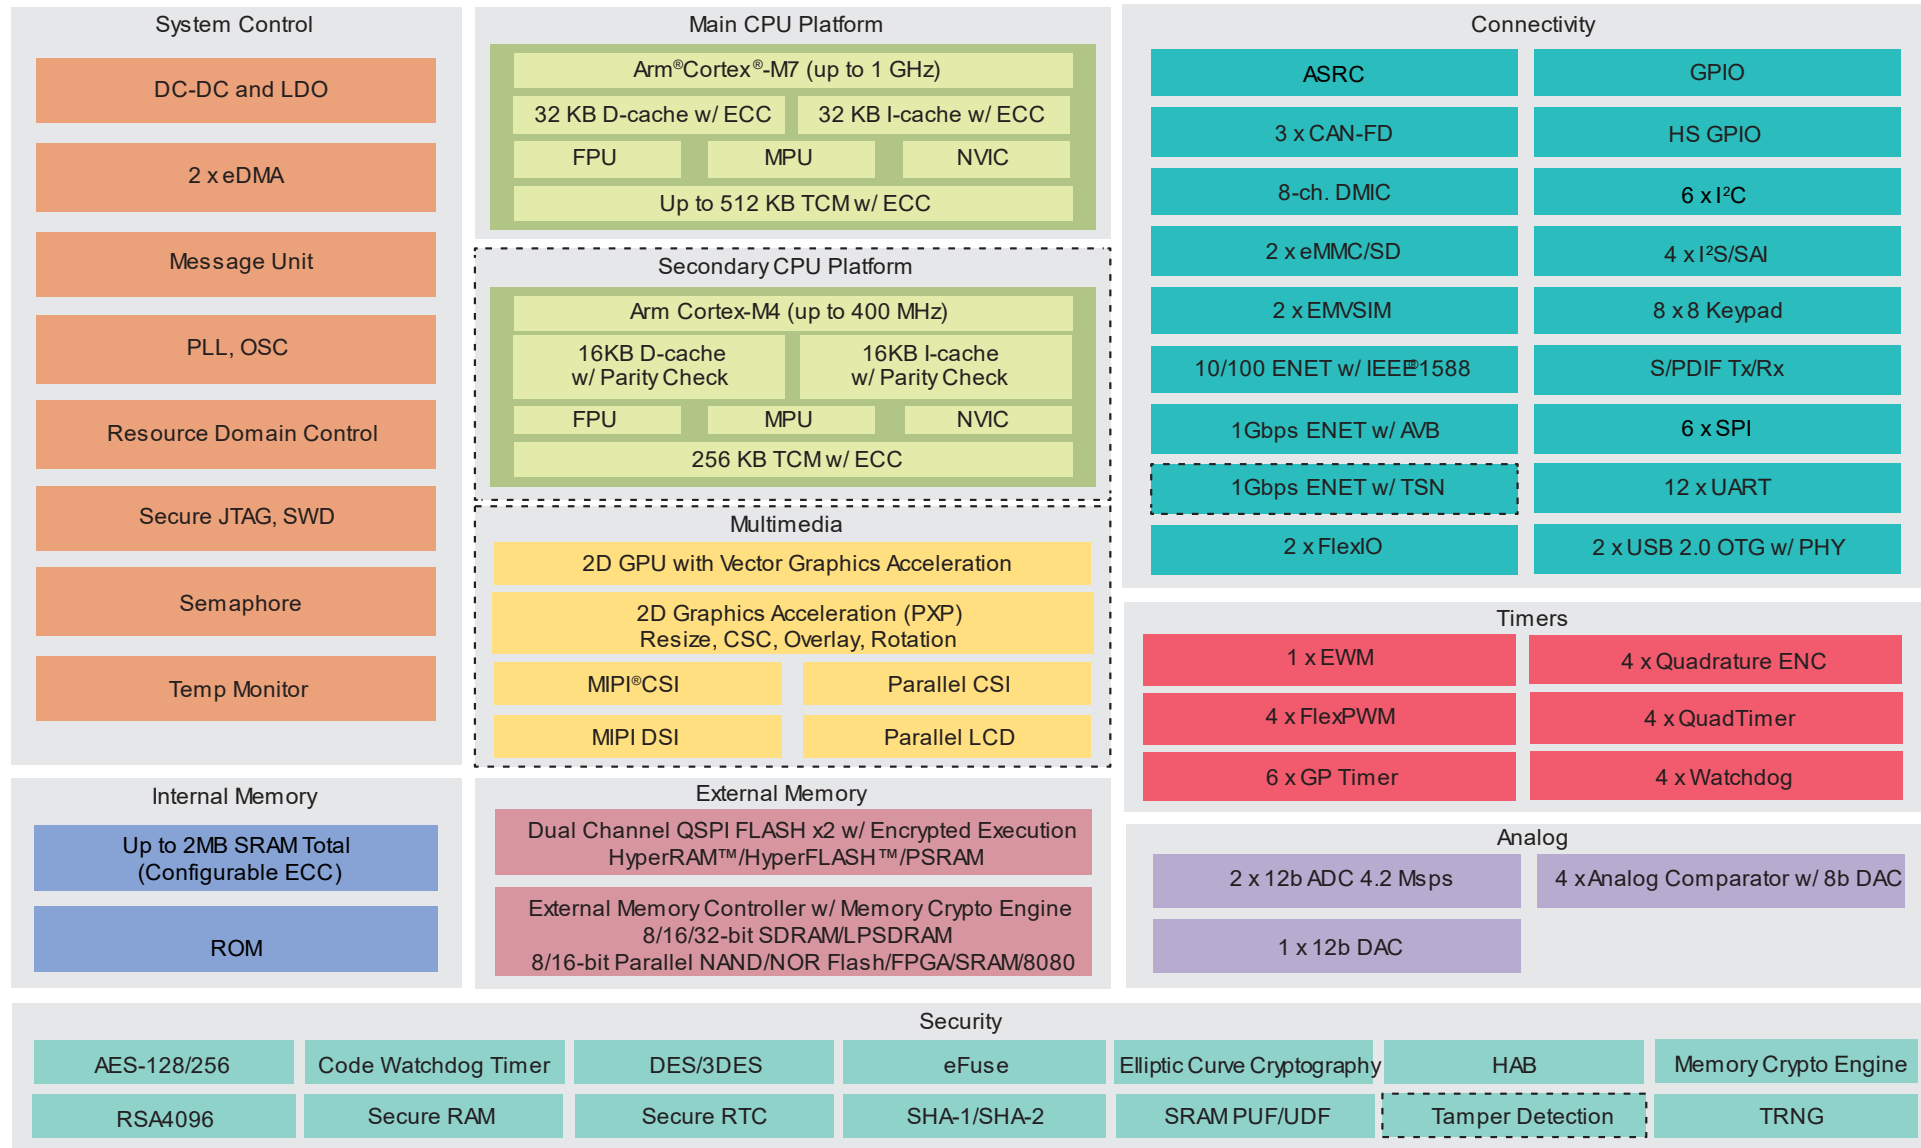 System Control
DC-DC and LDO
2 x eDMA
Message Unit
PLL, OSC
Resource Domain Control
Secure JTAG, SWD
Semaphore
Temp Monitor
Internal Memory
Up to 2MB SRAM Total
(Configurable ECC)
ROM
Main CPU Platform
Arm®Cortex®-M7 (up to 1 GHz)
32 KB D-cache w/ ECC
32 KB I-cache w/ ECC
FPU
MPU
NVIC
Up to 512 KB TCM w/ ECC
Secondary CPU Platform
Arm Cortex-M4 (up to 400 MHz)
16KB D-cache
w/ Parity Check
16KB I-cache
w/ Parity Check
FPU
MPU
NVIC
256 KB TCM w/ ECC
Multimedia
2D GPU with Vector Graphics Acceleration
2D Graphics Acceleration (PXP)
Resize, CSC, Overlay, Rotation
MIPI®CSI
Parallel CSI
MIPI DSI
Parallel LCD
External Memory
Dual Channel QSPI FLASH x2 w/ Encrypted Execution
HyperRAM™/HyperFLASH™/PSRAM
External Memory Controller w/ Memory Crypto Engine
8/16/32-bit SDRAM/LPSDRAM
8/16-bit Parallel NAND/NOR Flash/FPGA/SRAM/8080
Connectivity
ASRC
GPIO
3 x CAN-FD
HS GPIO
8-ch. DMIC
6 x I²C
2 x eMMC/SD
4 x I²S/SAI
2 x EMVSIM
8 x 8 Keypad
10/100 ENET w/ IEEE®1588
S/PDIF Tx/Rx
1Gbps ENET w/ AVB
6 x SPI
1Gbps ENET w/ TSN
12 x UART
2 x FlexIO
2 x USB 2.0 OTG w/ PHY
Timers
1 x EWM
4 x Quadrature ENC
4 x FlexPWM
4 x QuadTimer
6 x GP Timer
4 x Watchdog
Analog
2 x 12b ADC 4.2 Msps
4 x Analog Comparator w/ 8b DAC
1 x 12b DAC
Security
AES-128/256
Code Watchdog Timer
DES/3DES
eFuse
Elliptic Curve Cryptography
HAB
Memory Crypto Engine
RSA4096
Secure RAM
Secure RTC
SHA-1/SHA-2
SRAM PUF/UDF
Tamper Detection
TRNG